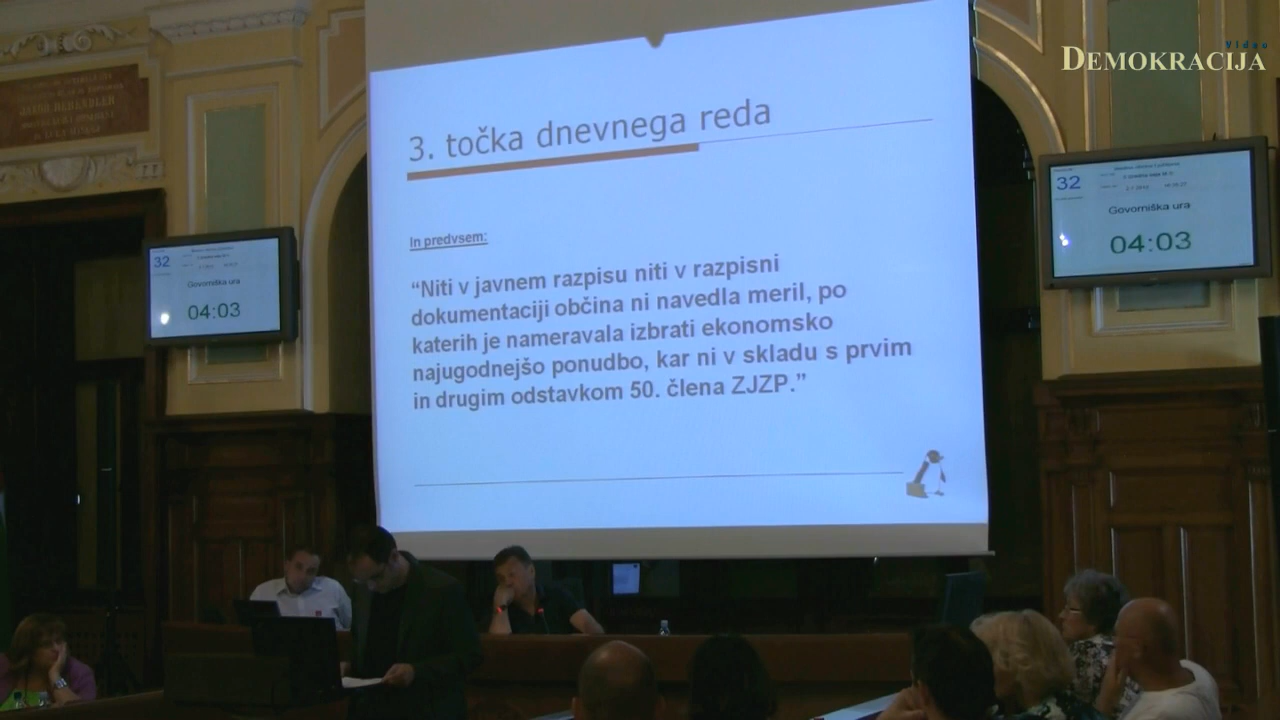 Video
DEMOKRACIJA
3. točka dnevnega reda
In predvsem:
“Niti v javnem razpisu niti v razpisni
dokumentaciji občina ni navedla meril, po
katerih je nameravala izbrati ekonomsko
najugodnejšo ponudbo, kar ni v skladu s prvim
in drugim odstavkom 50. člena ZJZP.”
32
Govorniška ura
04:03
32
Govorniška ura
04:03